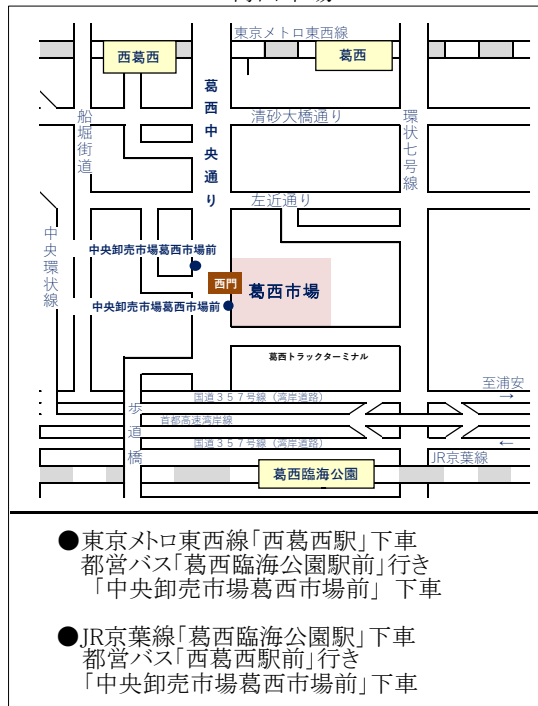 東京メトロ東西線
西葛西
葛西
葛西中央通り
船堀街道
清砂大橋通り
環状七号線
左近通り
中央環状線
中央卸売市場葛西市場前
西門
葛西市場
中央卸売市場葛西市場前
葛西トラックターミナル
至浦安
→
国道357号線(湾岸道路)
歩道橋
首都高速湾岸線
国道357号線(湾岸道路)
←
JR京葉線
葛西臨海公園
●東京メトロ東西線「西葛西駅」下車
都営バス「葛西臨海公園駅前」行き
「中央卸売市場葛西市場前」 下車
●JR京葉線「葛西臨海公園駅」下車
都営バス「西葛西駅前」行き
「中央卸売市場葛西市場前」下車